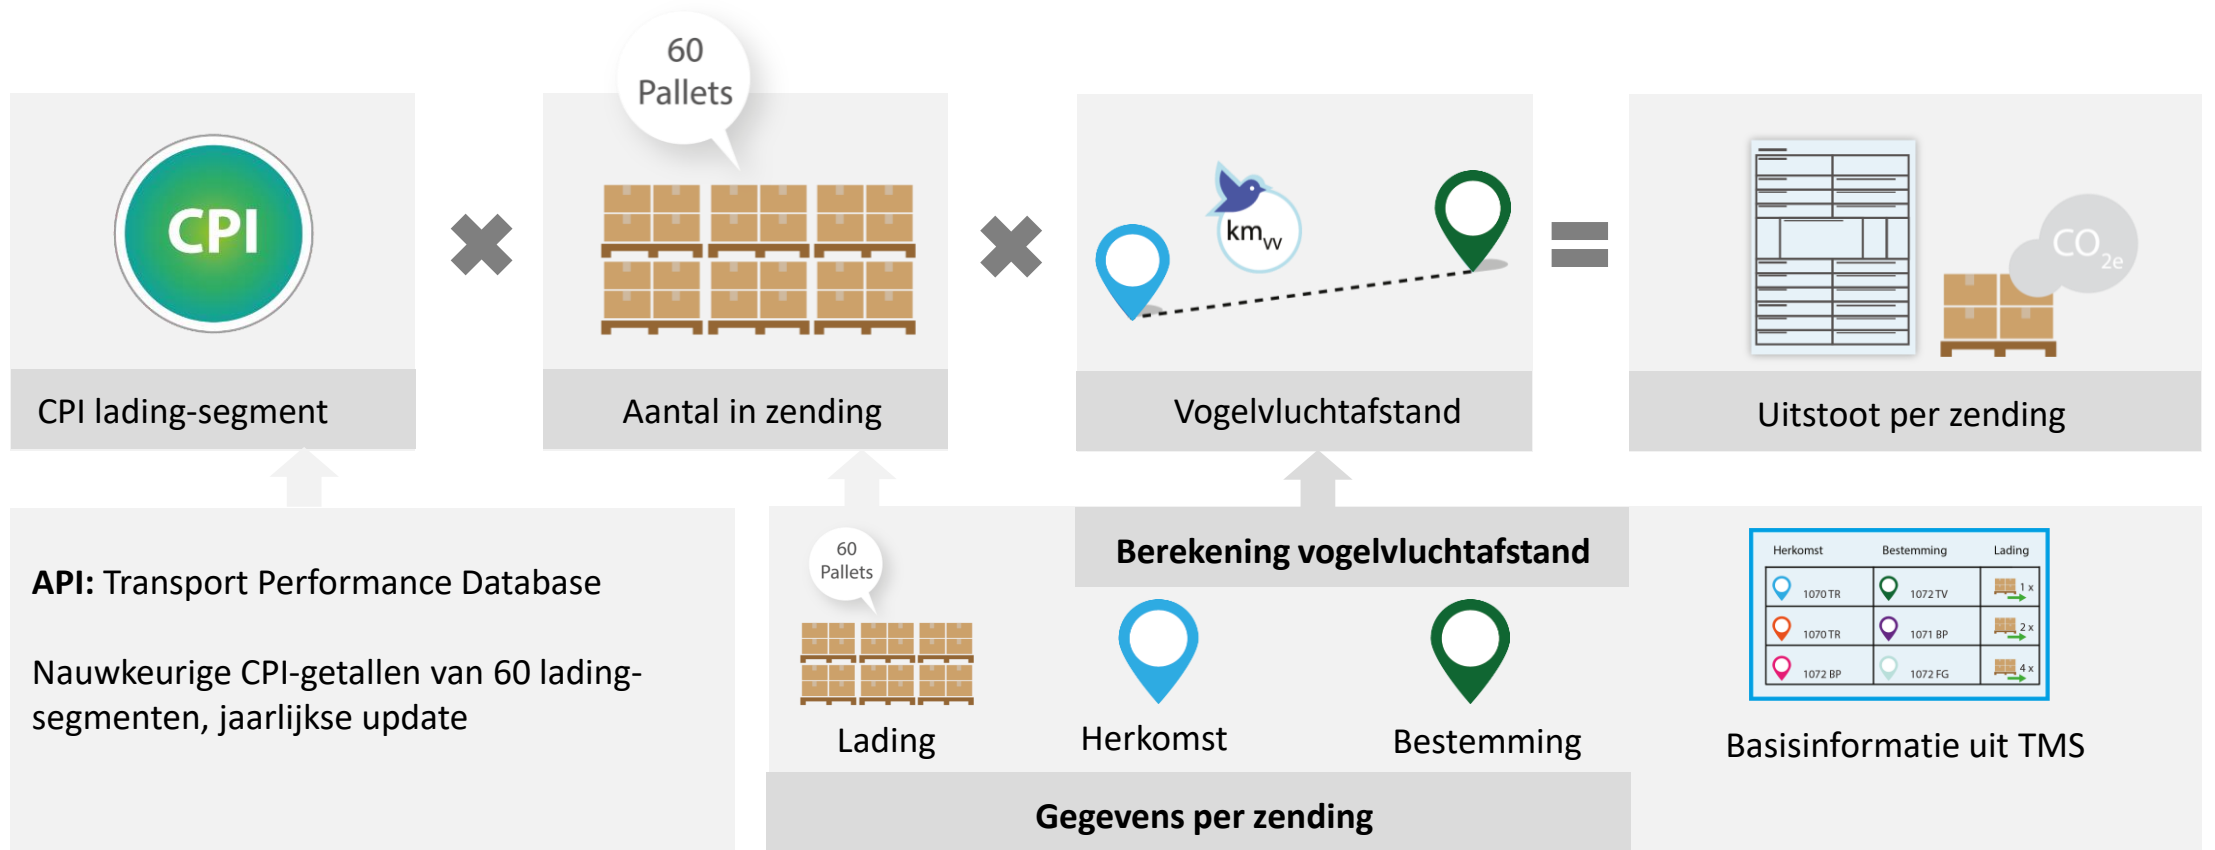 60
Pallets
CPI
km vv
CO 2e
CPI lading-segment
Aantal in zending
Vogelvluchtafstand
Uitstoot per zending
API: Transport Performance Database
Nauwkeurige CPI-getallen van 60 lading-
segmenten, jaarlijkse update
60
Pallets
Lading
Berekening vogelvluchtafstand
Herkomst
Bestemming
Gegevens per zending
Herkomst Bestemming Lading
1070 TR 1072 TV 1 x
1070 TR 1071 BP 2 x
1072 BP 1072 FG 4 x
Basisinformatie uit TMS